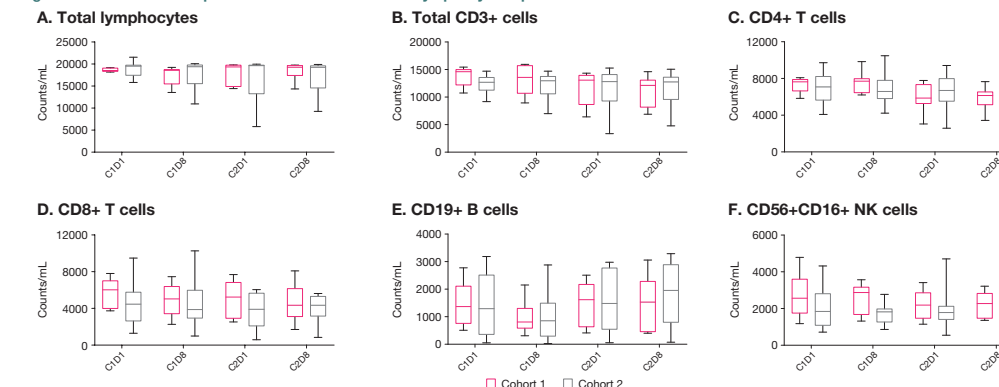 A. Total lymphocytes
B. Total CD3+ cells
C. CD4+ T cells
25000
20000
15000
10000
5000
0
Counts/mL
C1D1
C1D8
C2D1
C2D8
20000
15000
10000
5000
0
Counts/mL
C1D1
C1D8
C2D1
C2D8
12000
8000
4000
0
Counts/mL
C1D1
C1D8
C2D1
C2D8
D. CD8+ T cells
E. CD19+ B cells
F. CD56+CD16+ NK cells
12000
8000
4000
0
Counts/mL
C1D1
C1D8
C2D1
C2D8
4000
3000
2000
1000
0
Counts/mL
C1D1
C1D8
C2D1
C2D8
6000
4000
2000
0
Counts/mL
C1D1
C1D8
C2D1
C2D8
Cohort 1
Cohort 2